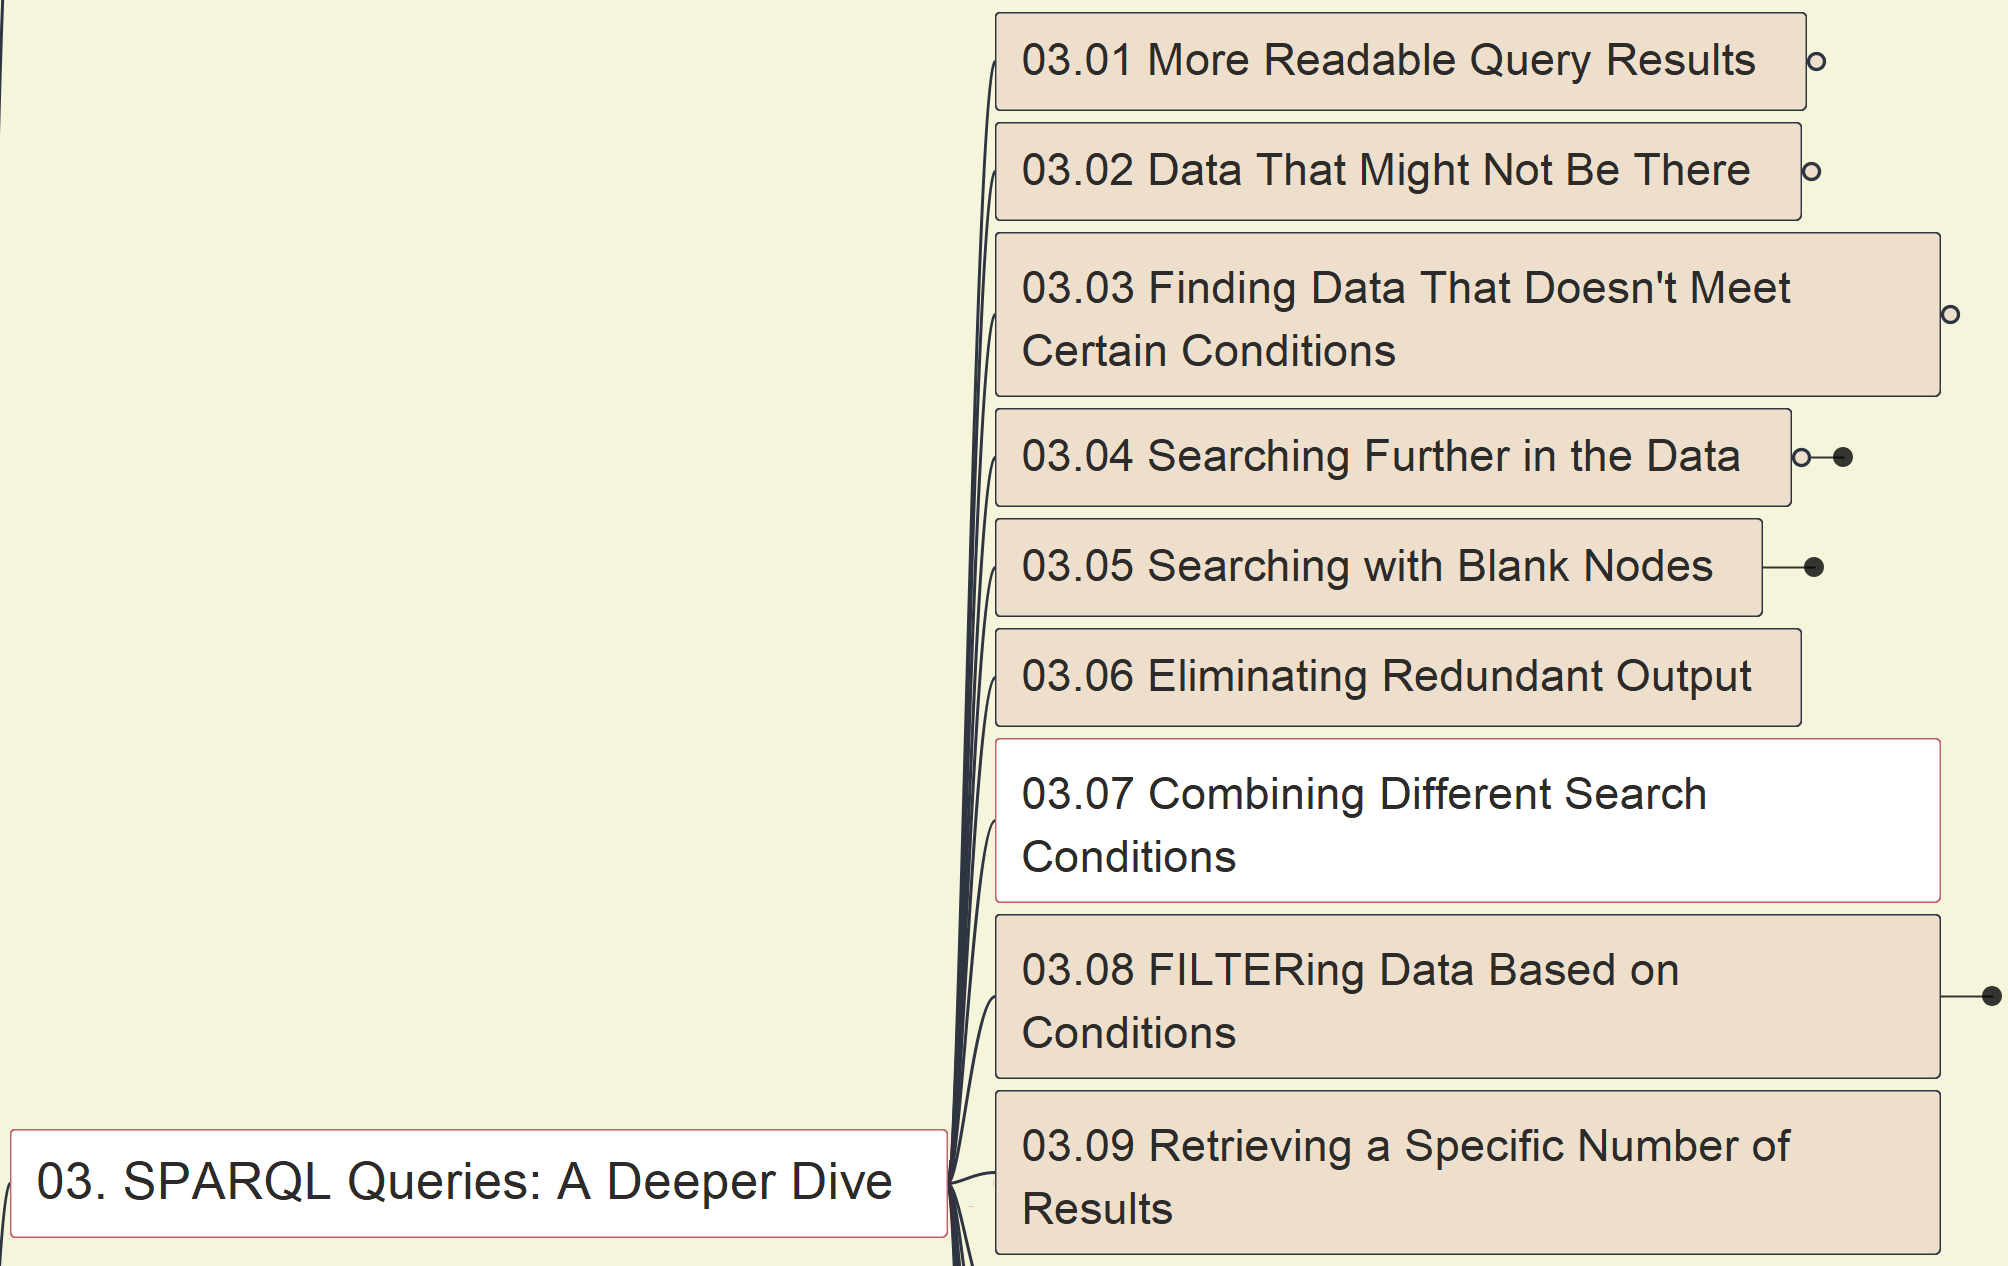 03.01 More Readable Query Results
03.02 Data That Might Not Be There
03.03 Finding Data That Doesn't Meet
Certain Conditions
03.04 Searching Further in the Data
03.05 Searching with Blank Nodes
03.06 Eliminating Redundant Output
03.07 Combining Different Search
Conditions
03.08 FILTERing Data Based on
Conditions
03. SPARQL Queries: A Deeper Dive
03.09 Retrieving a Specific Number of
Results